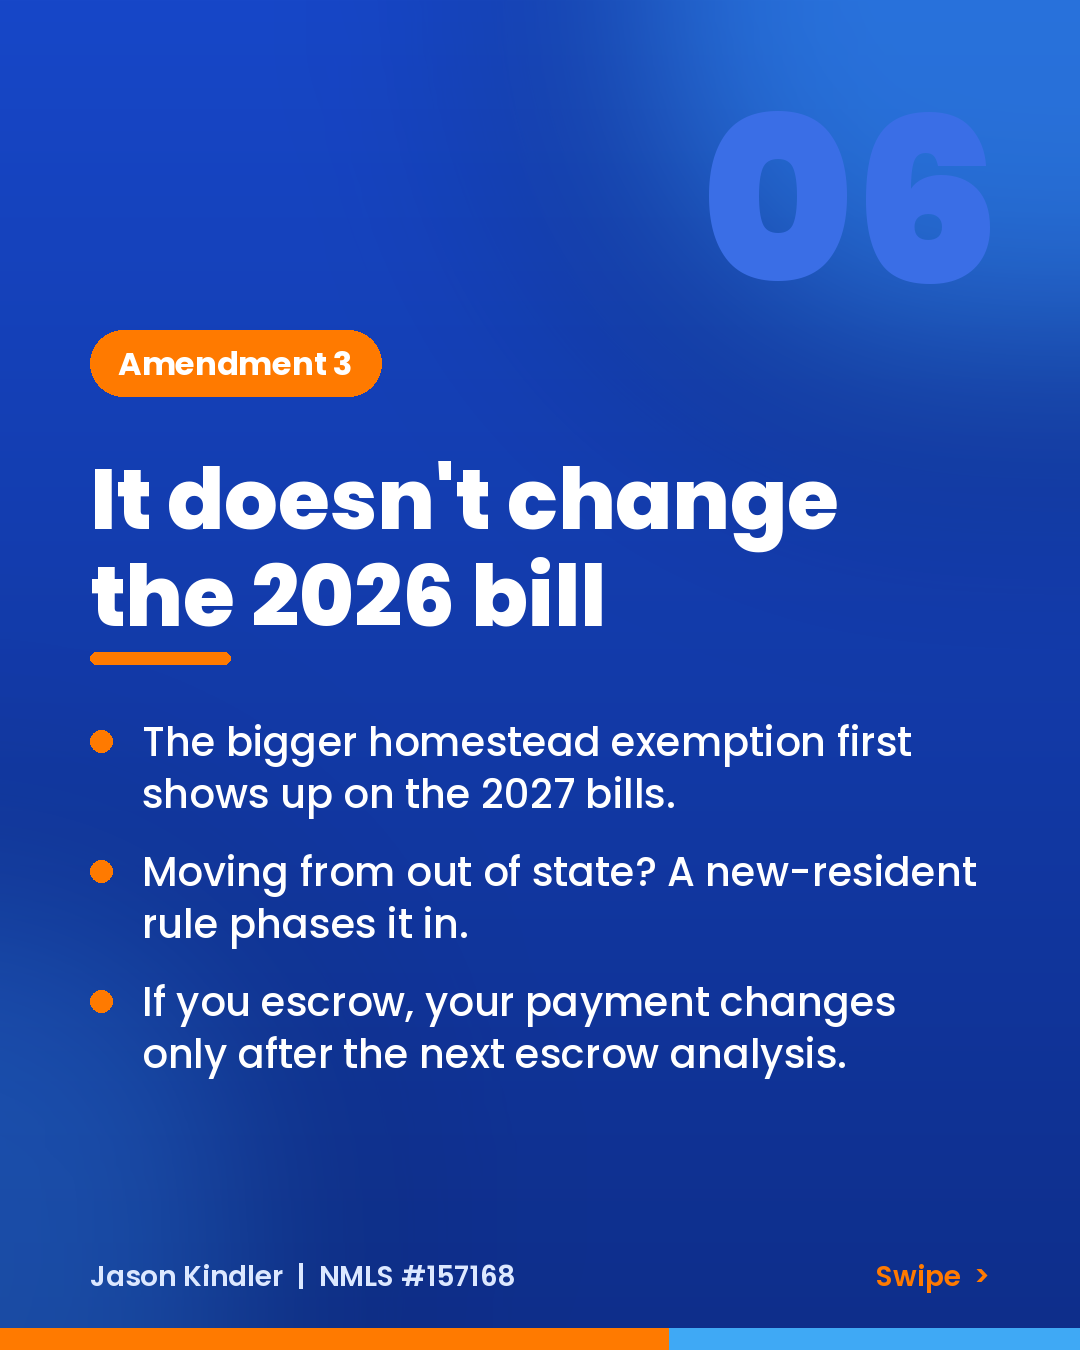 06
Amendment 3
It doesn't change
the 2026 bill
The bigger homestead exemption first
shows up on the 2027 bills.
Moving from out of state? A new-resident
rule phases it in.
If you escrow, your payment changes
only after the next escrow analysis.
Jason Kindler | NMLS #157168
Swipe >